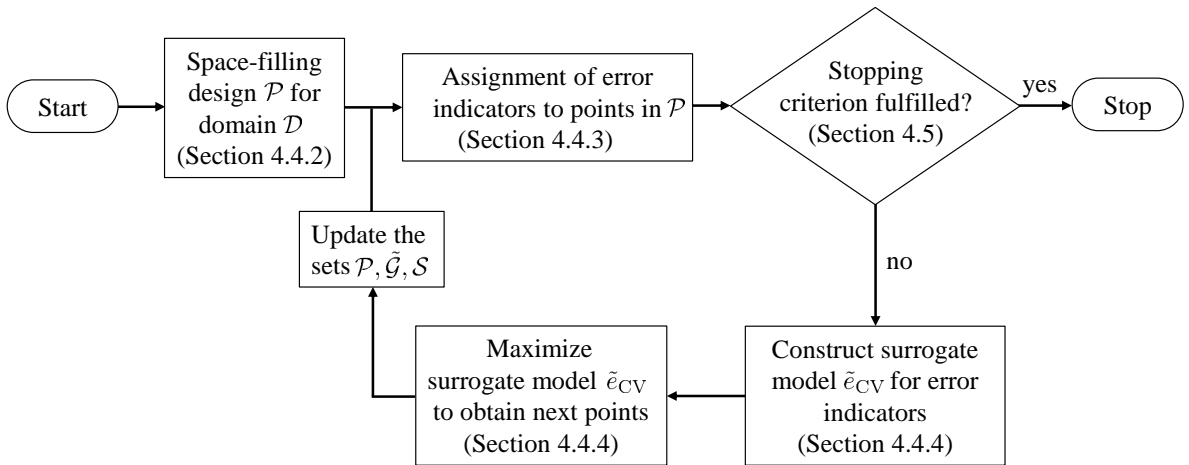 Start
Space-filling
design 𝒫 for
domain 𝒟
(Section 4.4.2)
Assignment of error
indicators to points in 𝒫
(Section 4.4.3)
Stopping
criterion fulfilled?
(Section 4.5)
yes
Stop
no
Construct surrogate
model ẽ_CV for error
indicators
(Section 4.4.4)
Maximize
surrogate model ẽ_CV
to obtain next points
(Section 4.4.4)
Update the
sets 𝒫, 𝒢̃, 𝒮